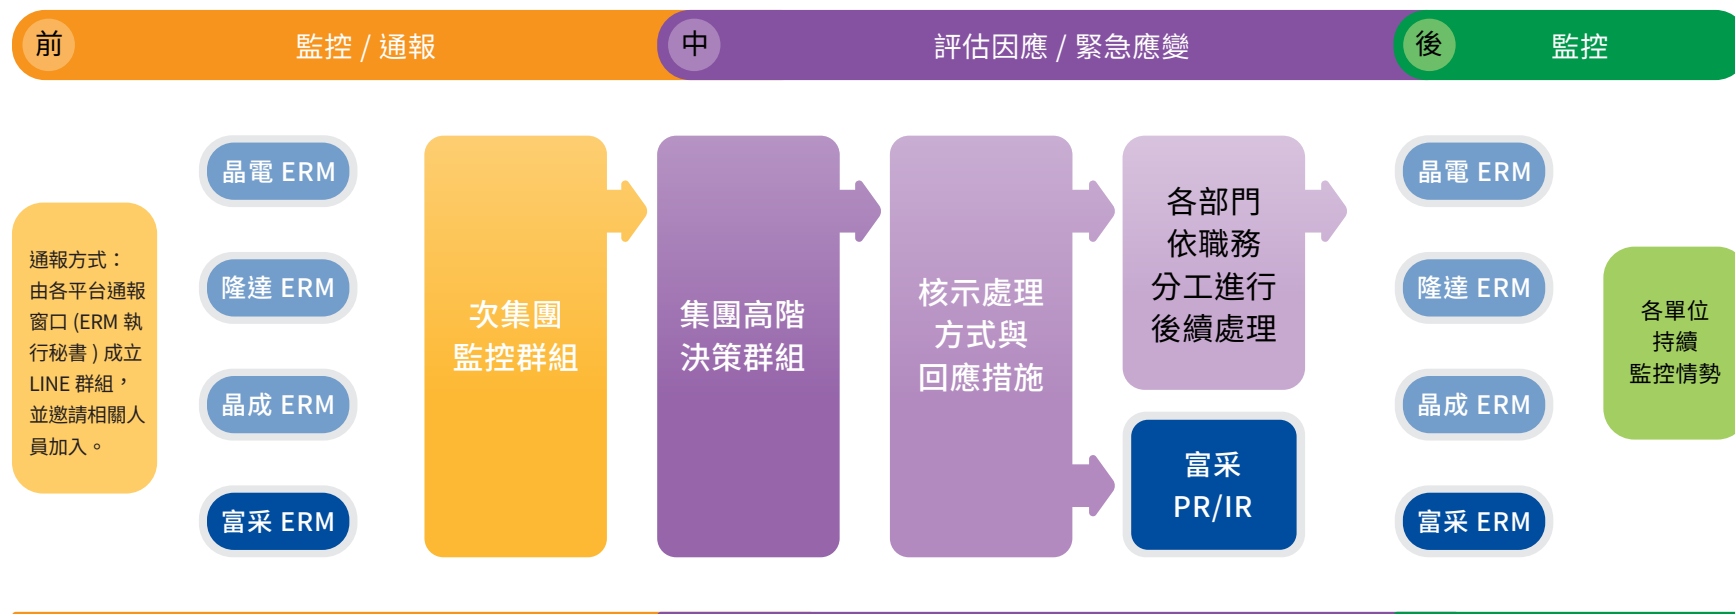 前
監控 / 通報
中
評估因應 / 緊急應變
後
監控
通報方式：
由各平台通報
窗口 (ERM 執
行秘書 ) 成立
LINE 群組，
並邀請相關人
員加入。
晶電 ERM
隆達 ERM
晶成 ERM
富采 ERM
次集團
監控群組
集團高階
決策群組
核示處理
方式與
回應措施
各部門
依職務
分工進行
後續處理
富采
PR/IR
晶電 ERM
隆達 ERM
晶成 ERM
富采 ERM
各單位
持續
監控情勢